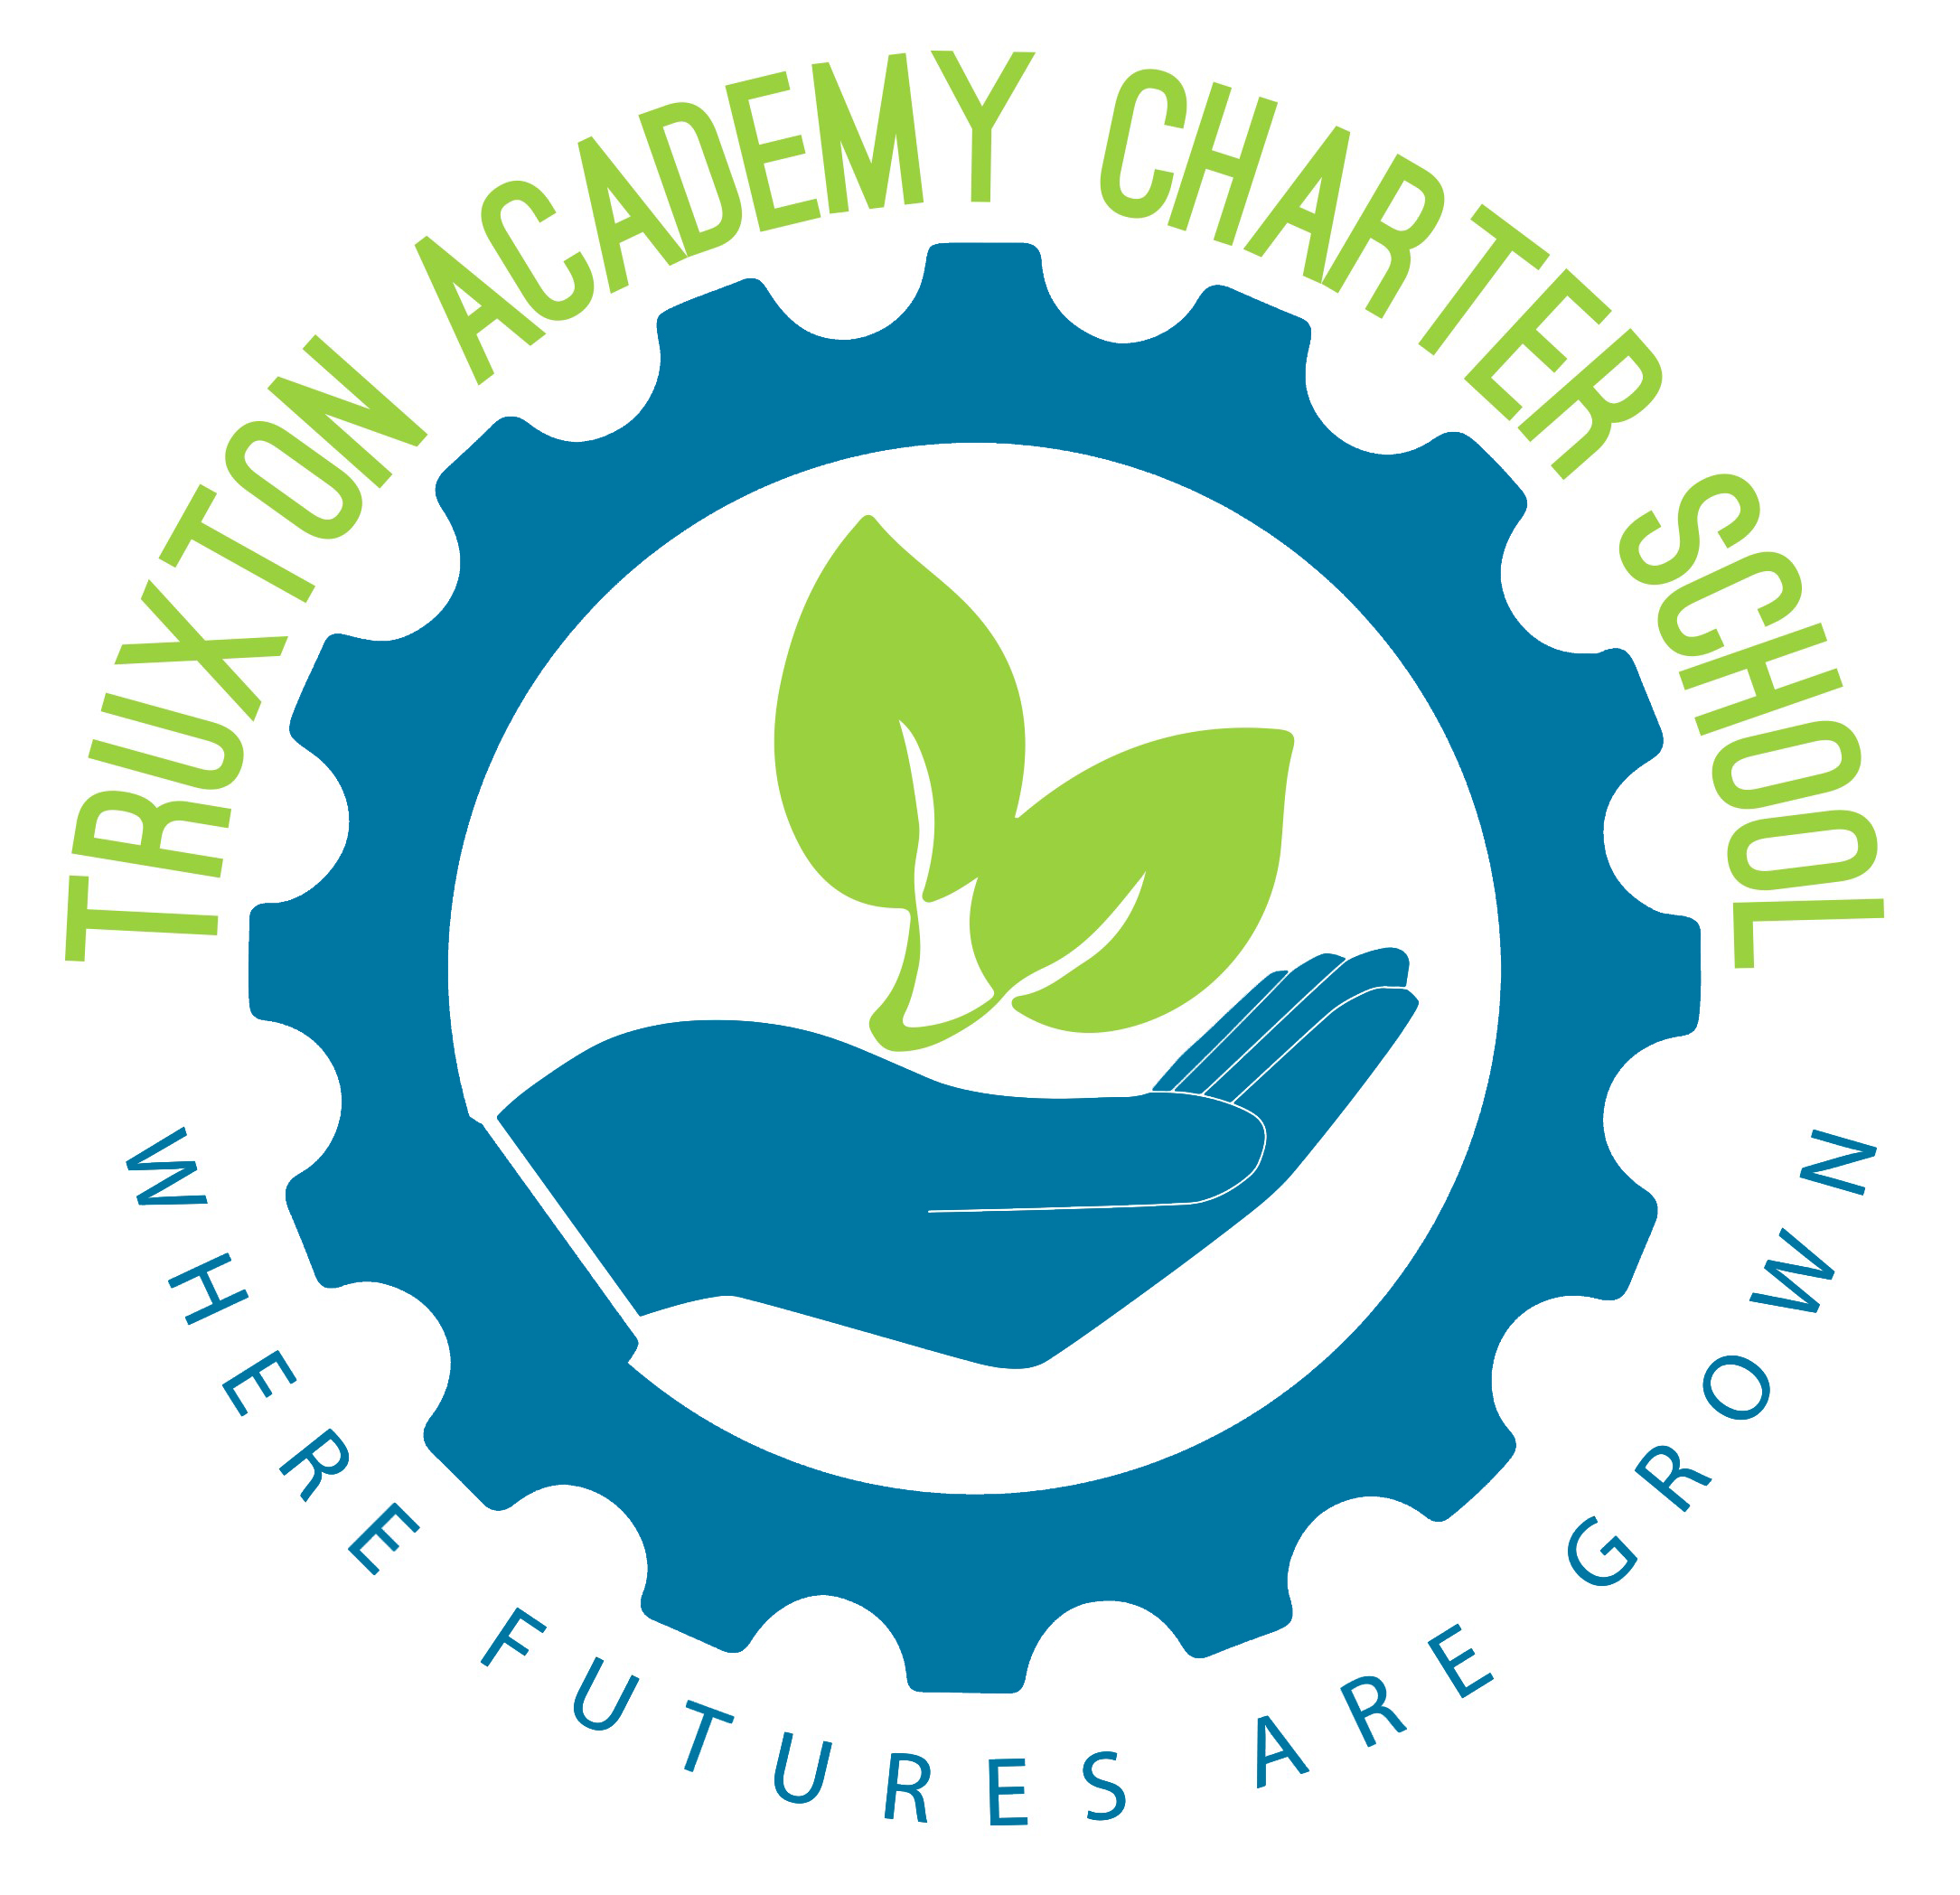 TRUXTON ACADEMY CHARTER SCHOOL
WHERE FUTURES ARE GROWN